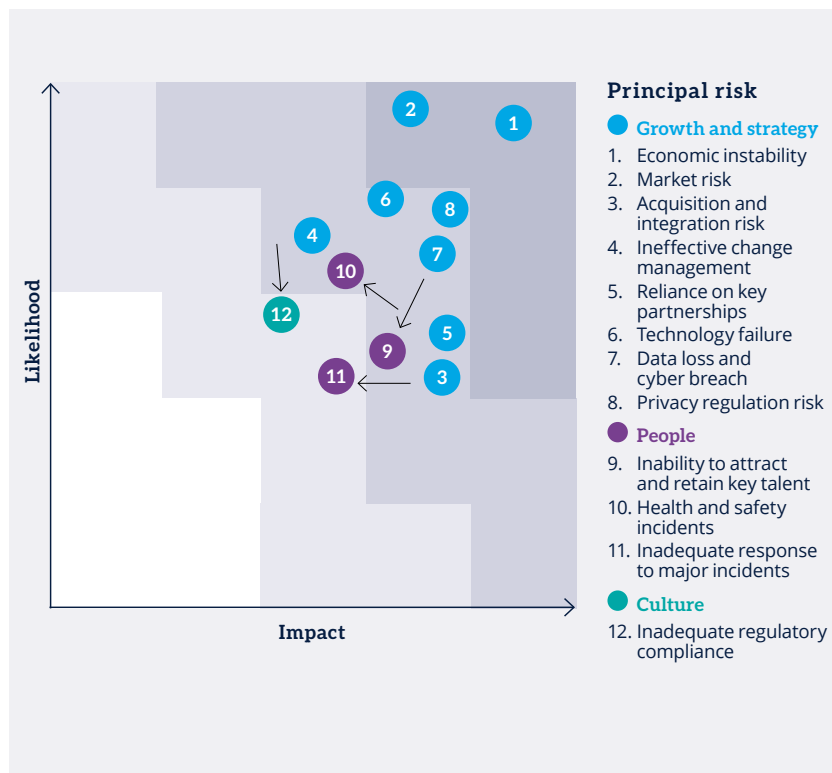 Likelihood
Impact
2
1
6
8
4
7
10
12
5
9
11
3
Principal risk
Growth and strategy
1. Economic instability
2. Market risk
3. Acquisition and
integration risk
4. Ineffective change
management
5. Reliance on key
partnerships
6. Technology failure
7. Data loss and
cyber breach
8. Privacy regulation risk
People
9. Inability to attract
and retain key talent
10. Health and safety
incidents
11. Inadequate response
to major incidents
Culture
12. Inadequate regulatory
compliance